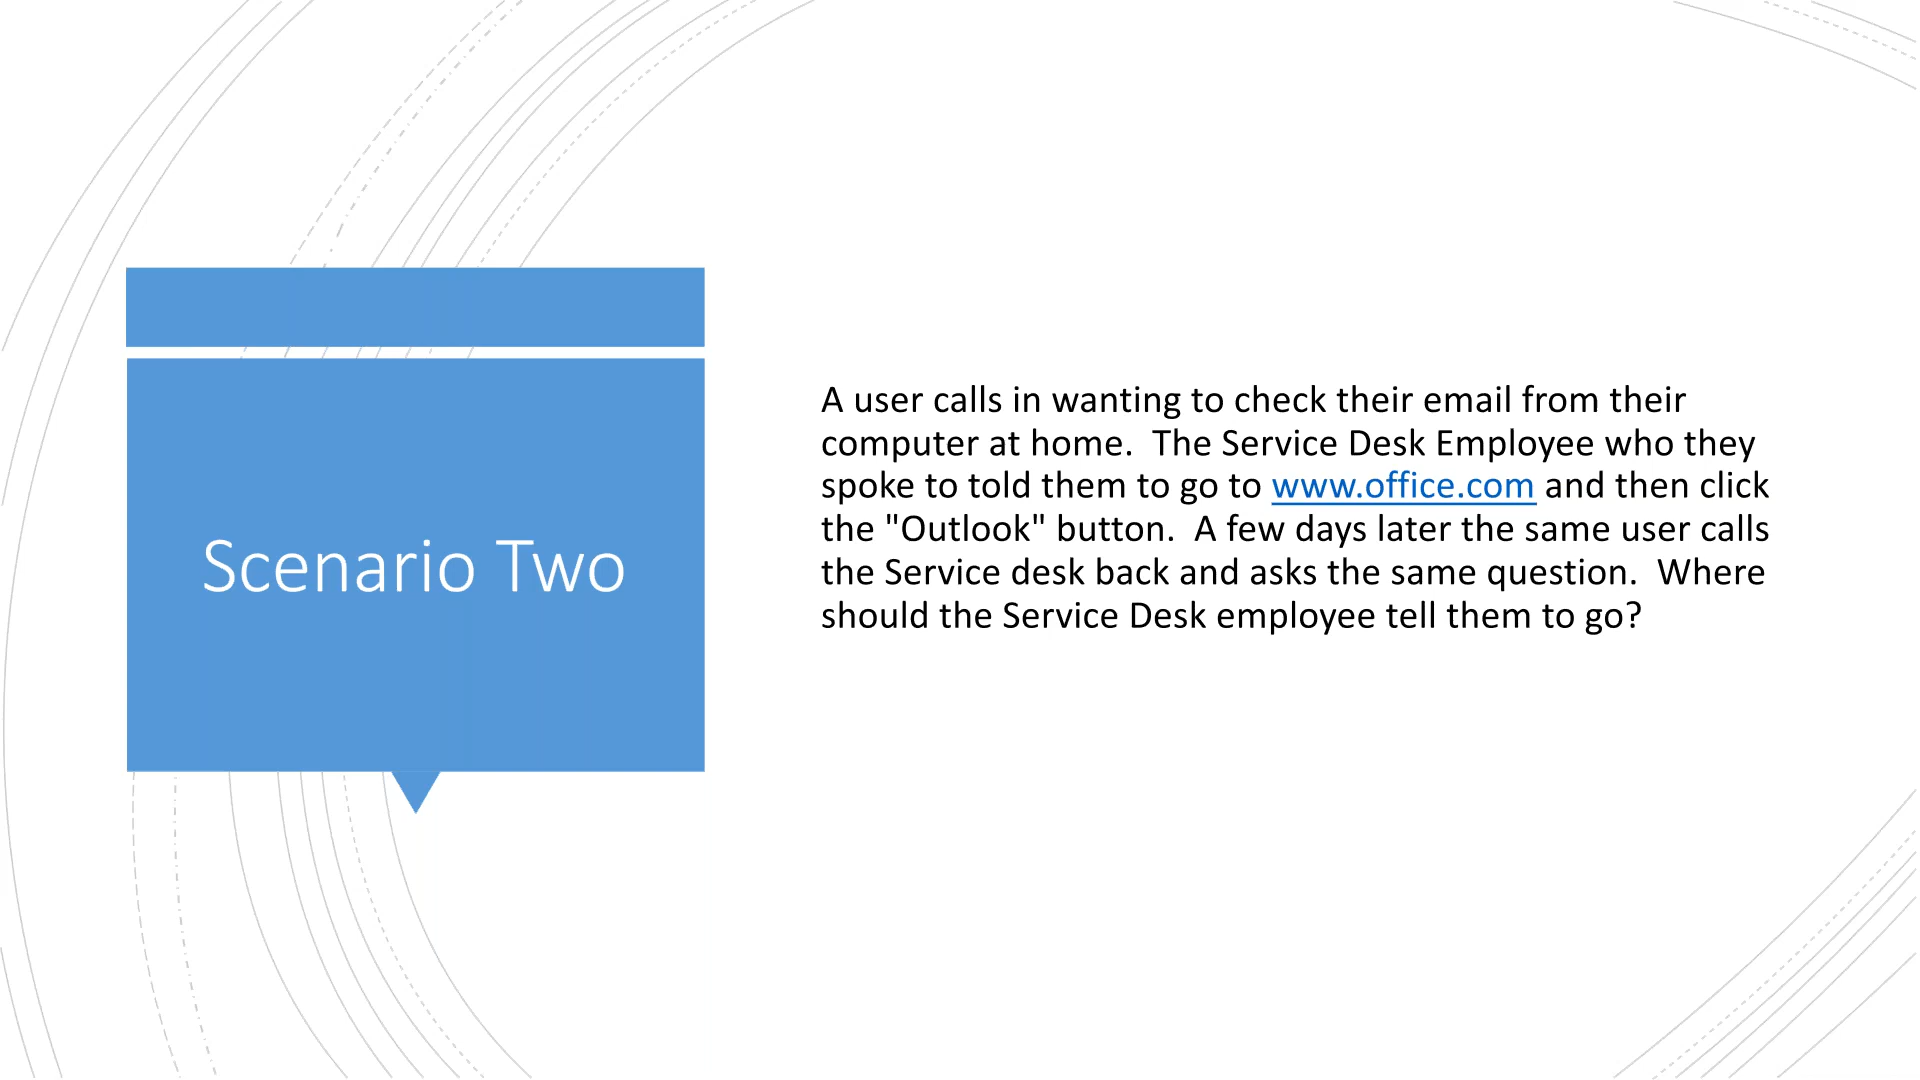 Scenario Two
A user calls in wanting to check their email from their
computer at home.  The Service Desk Employee who they
spoke to told them to go to www.office.com and then click
the "Outlook" button.  A few days later the same user calls
the Service desk back and asks the same question.  Where
should the Service Desk employee tell them to go?